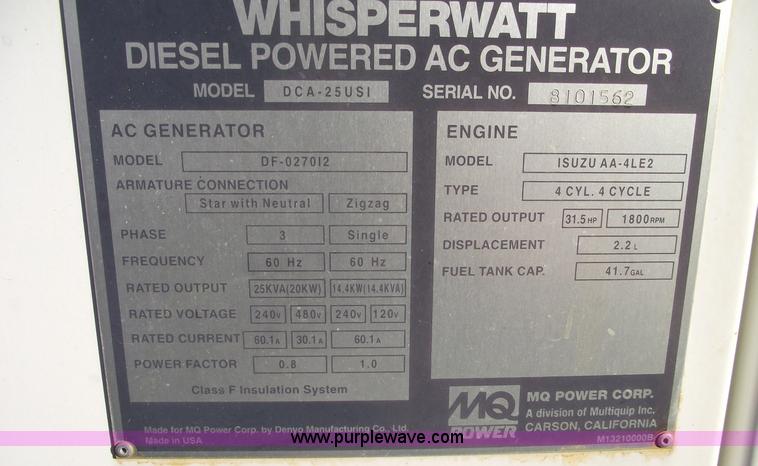 WHISPERWATT
DIESEL POWERED AC GENERATOR
MODEL DCA-25USI SERIAL NO. 8101562
AC GENERATOR
MODEL DF-0270I2
ARMATURE CONNECTION
Star with Neutral Zigzag
PHASE 3 Single
FREQUENCY 60 Hz 60 Hz
RATED OUTPUT 25KVA(20KW) 14.4KW(14.4KVA)
RATED VOLTAGE 240V 480V 240V 120V
RATED CURRENT 60.1A 30.1A 60.1A
POWER FACTOR 0.8 1.0
Class F Insulation System
ENGINE
MODEL ISUZU AA-4LE2
TYPE 4 CYL. 4 CYCLE
RATED OUTPUT 31.5HP 1800RPM
DISPLACEMENT 2.2L
FUEL TANK CAP. 41.7GAL
MQ POWER
MQ POWER CORP.
A division of Multiquip Inc.
CARSON, CALIFORNIA
Made for MQ Power Corp. by Denyo Manufacturing Co., Ltd.
Made in USA
M13210000B
www.purplewave.com